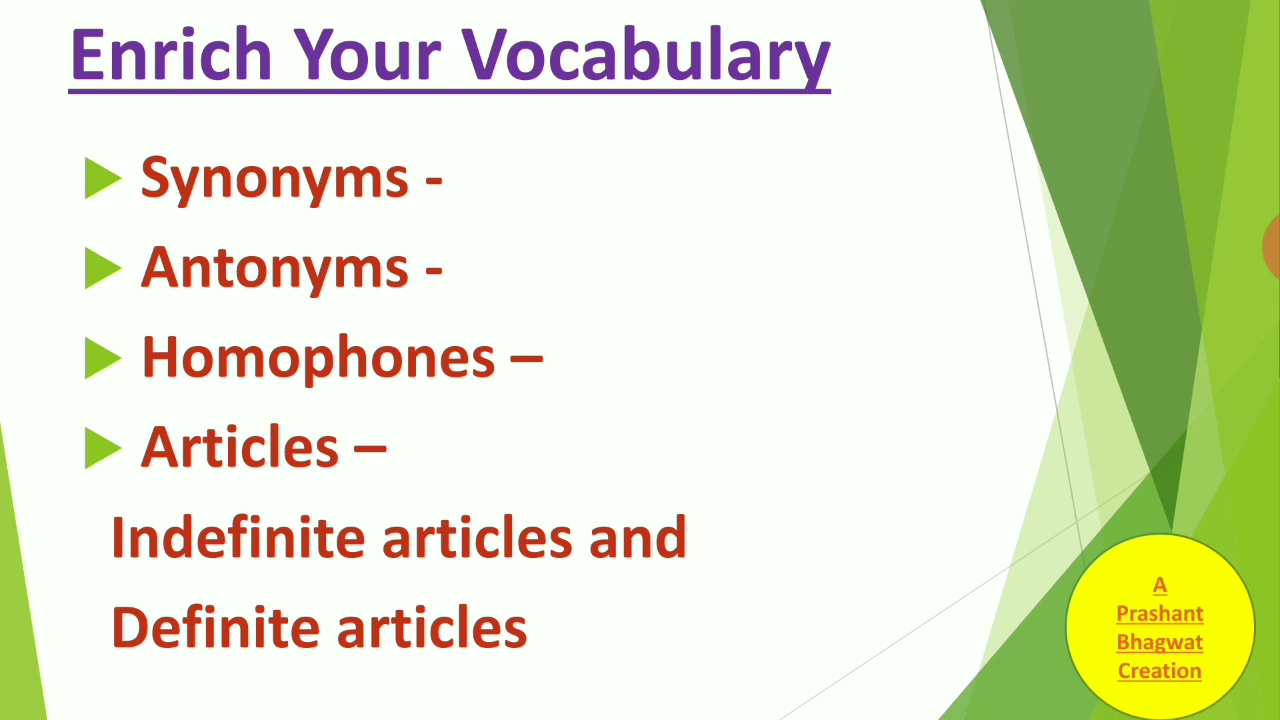 Enrich Your Vocabulary
Synonyms -
Antonyms -
Homophones –
Articles –
Indefinite articles and
Definite articles
A
Prashant
Bhagwat
Creation